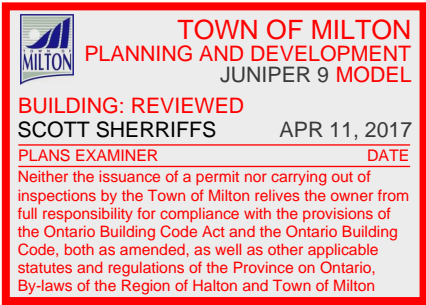 TOWN OF MILTON
PLANNING AND DEVELOPMENT
JUNIPER 9 MODEL
TOWN OF
MILTON
BUILDING: REVIEWED
SCOTT SHERRIFFS APR 11, 2017
PLANS EXAMINER DATE
Neither the issuance of a permit nor carrying out of
inspections by the Town of Milton relives the owner from
full responsibility for compliance with the provisions of
the Ontario Building Code Act and the Ontario Building
Code, both as amended, as well as other applicable
statutes and regulations of the Province on Ontario,
By-laws of the Region of Halton and Town of Milton